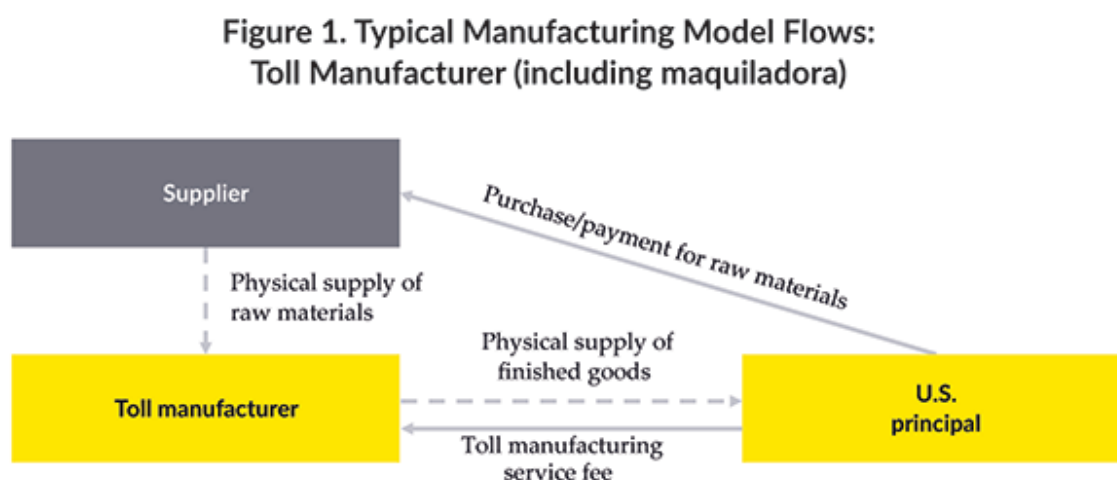 Figure 1. Typical Manufacturing Model Flows:
Toll Manufacturer (including maquiladora)
Supplier
Purchase/payment for raw materials
Physical supply of
raw materials
Physical supply of
finished goods
Toll manufacturer
U.S.
principal
Toll manufacturing
service fee